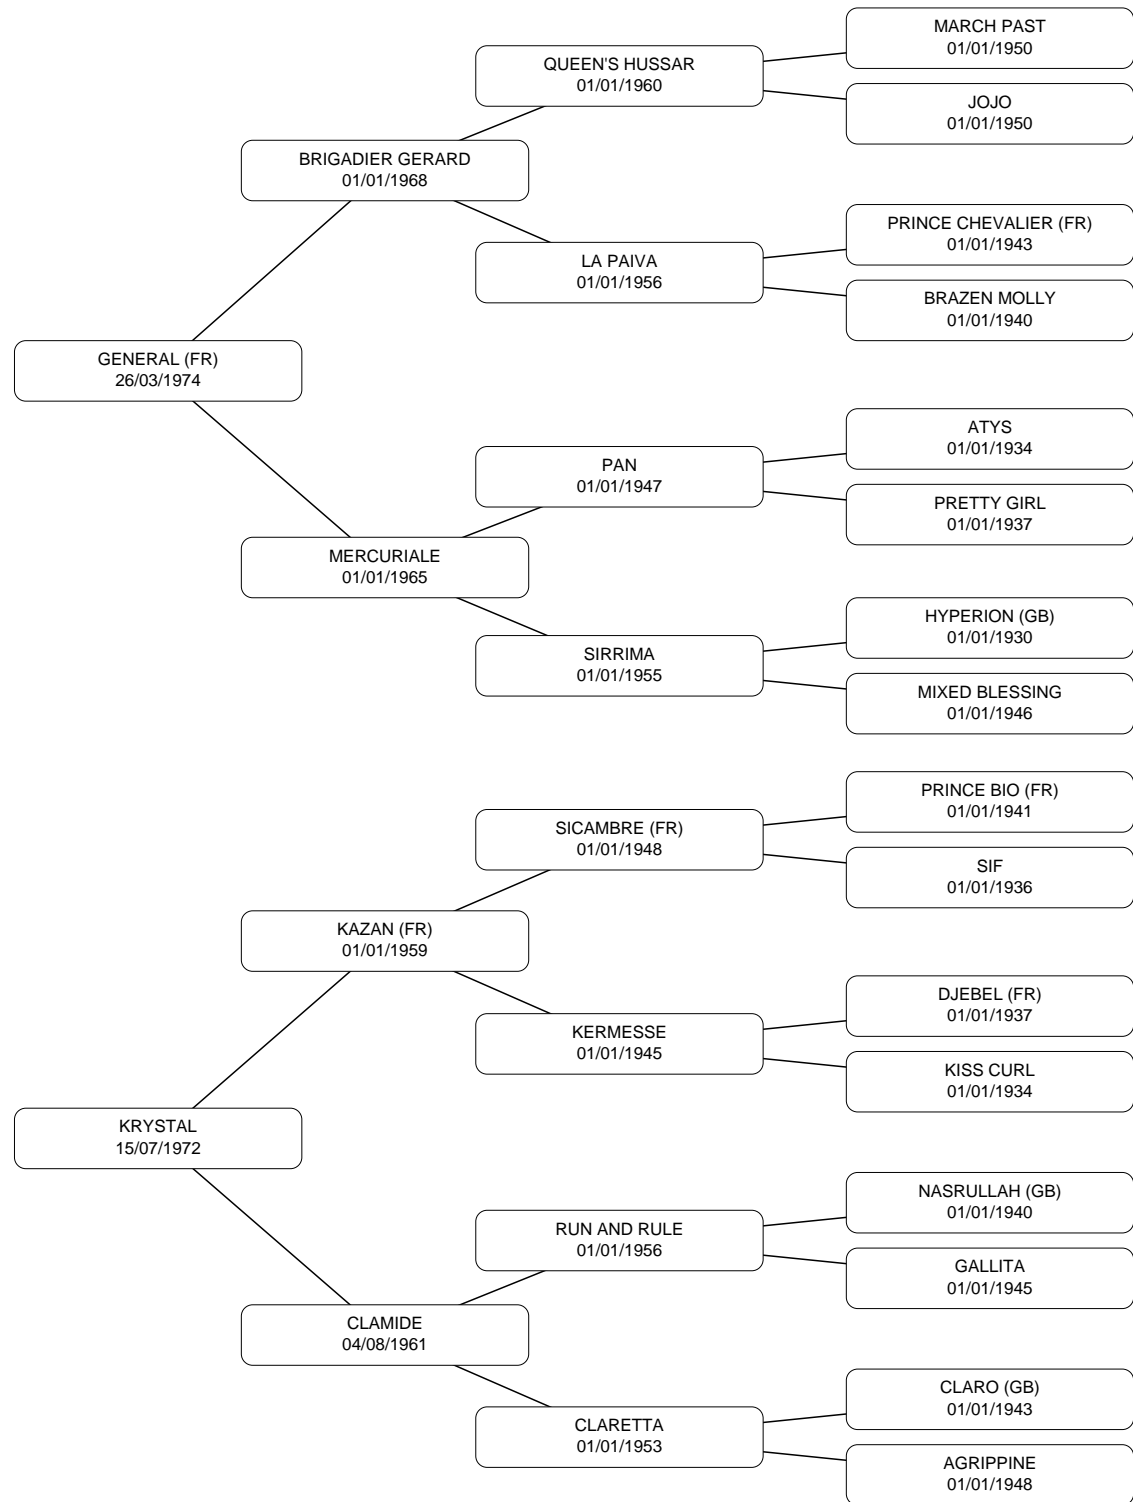 MARCH PAST
01/01/1950
QUEEN'S HUSSAR
01/01/1960
JOJO
01/01/1950
BRIGADIER GERARD
01/01/1968
PRINCE CHEVALIER (FR)
01/01/1943
LA PAIVA
01/01/1956
BRAZEN MOLLY
01/01/1940
GENERAL (FR)
26/03/1974
ATYS
01/01/1934
PAN
01/01/1947
PRETTY GIRL
01/01/1937
MERCURIALE
01/01/1965
HYPERION (GB)
01/01/1930
SIRRIMA
01/01/1955
MIXED BLESSING
01/01/1946
PRINCE BIO (FR)
01/01/1941
SICAMBRE (FR)
01/01/1948
SIF
01/01/1936
KAZAN (FR)
01/01/1959
DJEBEL (FR)
01/01/1937
KERMESSE
01/01/1945
KISS CURL
01/01/1934
KRYSTAL
15/07/1972
NASRULLAH (GB)
01/01/1940
RUN AND RULE
01/01/1956
GALLITA
01/01/1945
CLAMIDE
04/08/1961
CLARO (GB)
01/01/1943
CLARETTA
01/01/1953
AGRIPPINE
01/01/1948